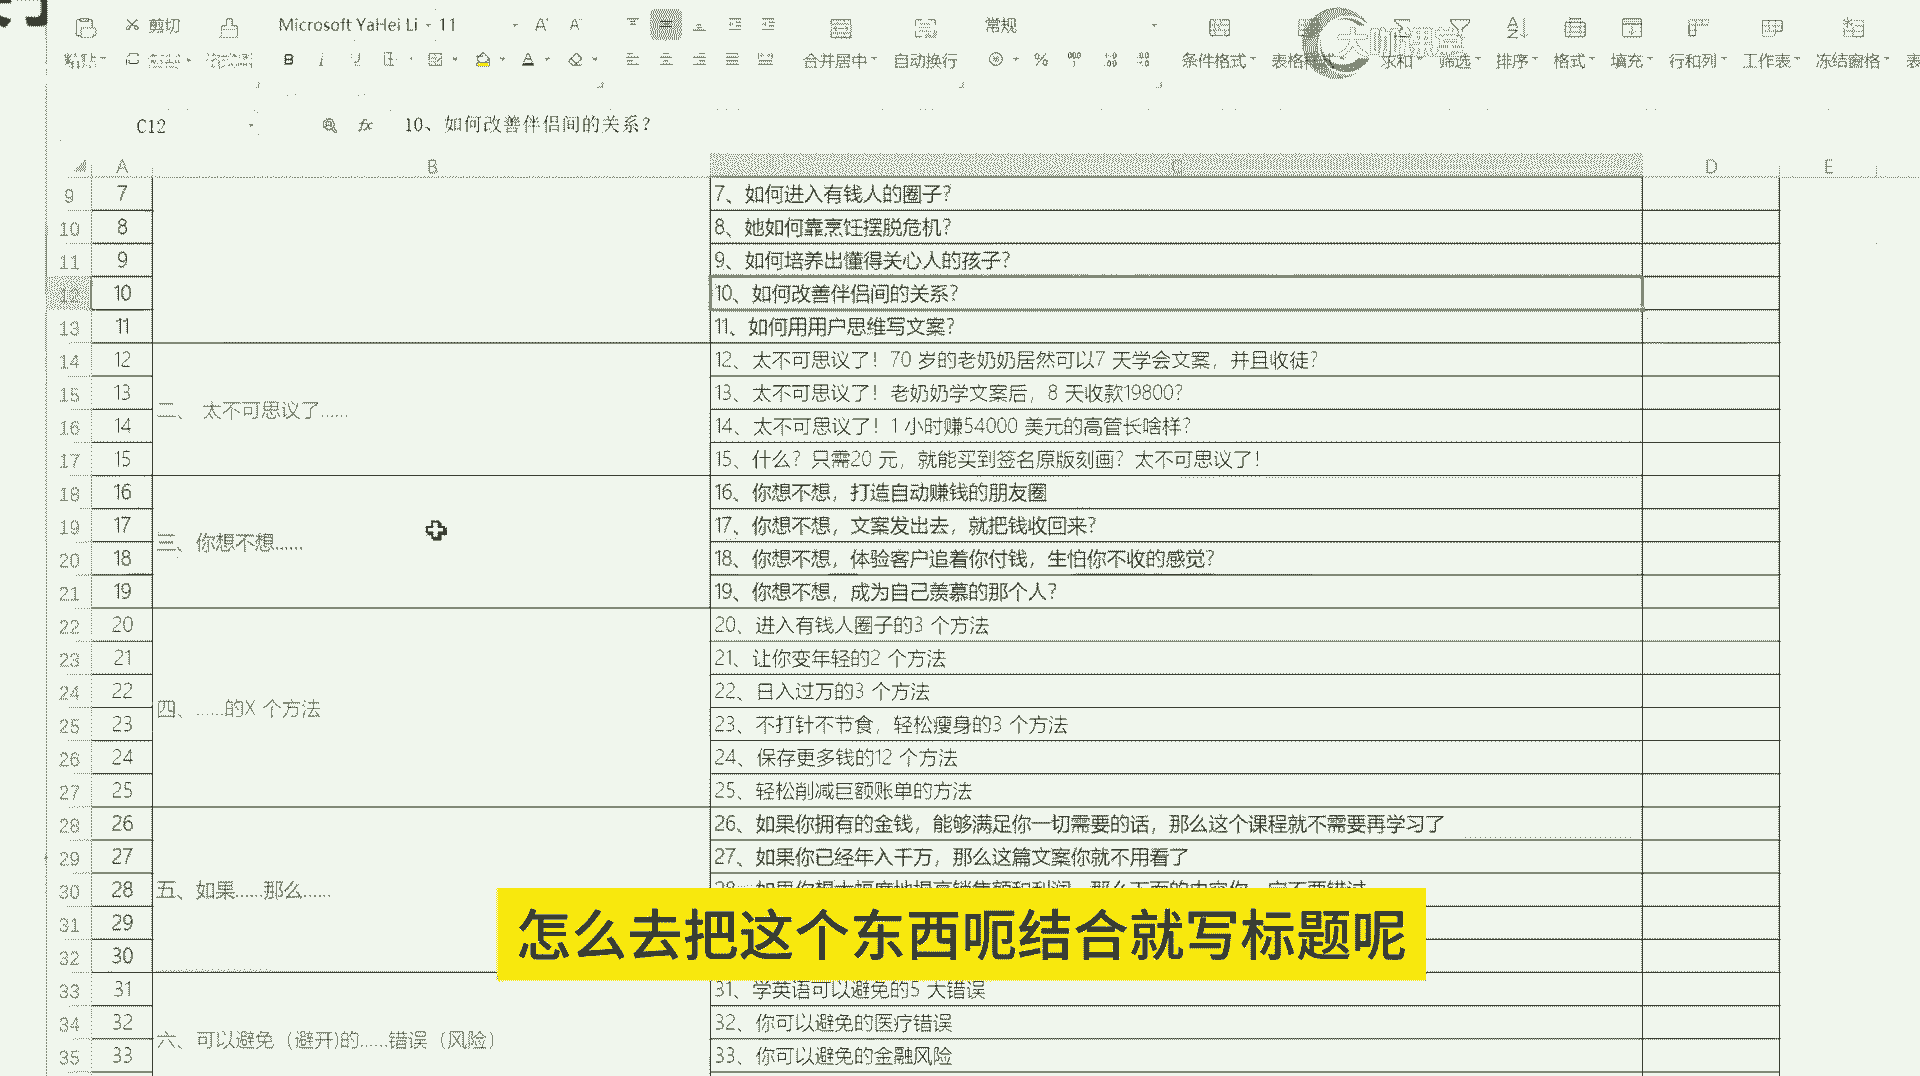 剪切
Microsoft YaHei Li
11
A
A
常规
粘贴
B
I
U
A
合并居中
自动换行
%
条件格式
求和
筛选
排序
格式
填充
行和列
工作表
冻结窗格
大咖课堂
C12
fx
10、如何改善伴侣间的关系？
A B C D E
9 7 7、如何进入有钱人的圈子？
10 8 8、她如何靠烹饪摆脱危机？
11 9 9、如何培养出懂得关心人的孩子？
12 10 10、如何改善伴侣间的关系？
13 11 11、如何用用户思维写文案？
14 12 12、太不可思议了！70 岁的老奶奶居然可以7 天学会文案，并且收徒？
15 13 13、太不可思议了！老奶奶学文案后，8 天收款19800？
二、 太不可思议了......
16 14 14、太不可思议了！1 小时赚54000 美元的高管长啥样？
17 15 15、什么？只需20 元，就能买到签名原版刻画？太不可思议了！
18 16 16、你想不想，打造自动赚钱的朋友圈
19 17 17、你想不想，文案发出去，就把钱收回来？
三、你想不想......
20 18 18、你想不想，体验客户追着你付钱，生怕你不收的感觉？
21 19 19、你想不想，成为自己羡慕的那个人？
22 20 20、进入有钱人圈子的3 个方法
23 21 21、让你变年轻的2 个方法
24 22 22、日入过万的3 个方法
四、......的X 个方法
25 23 23、不打针不节食，轻松瘦身的3 个方法
26 24 24、保存更多钱的12 个方法
27 25 25、轻松削减巨额账单的方法
28 26 26、如果你拥有的金钱，能够满足你一切需要的话，那么这个课程就不需要再学习了
29 27 27、如果你已经年入千万，那么这篇文案你就不用看了
30 28 五、如果......那么......
31 29
怎么去把这个东西呃结合就写标题呢
32 30
33 31 31、学英语可以避免的5 大错误
34 32 32、你可以避免的医疗错误
六、可以避免（避开)的......错误（风险）
35 33 33、你可以避免的金融风险